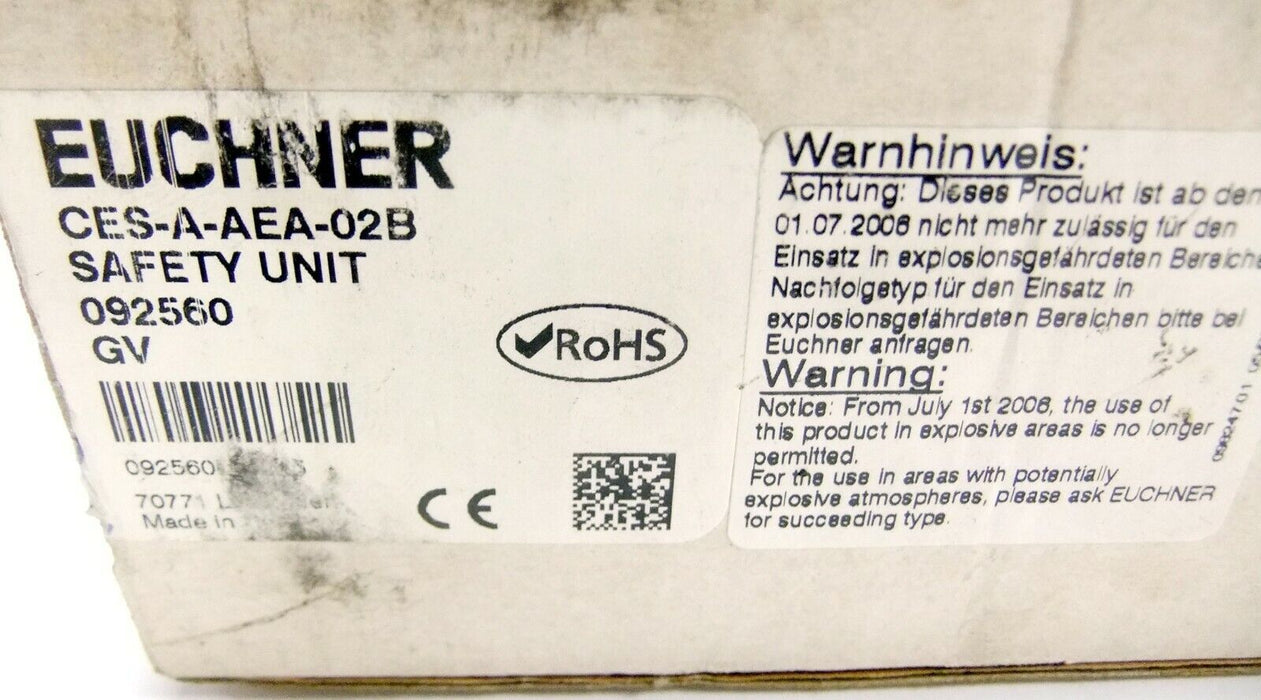 EUCHNER
CES-A-AEA-02B
SAFETY UNIT
092560
GV
092560
70771
Made in
CE
RoHS
Warnhinweis:
Achtung: Dieses Produkt ist ab den
01.07.2006 nicht mehr zulässig für den
Einsatz in explosionsgefährdeten Bereiche
Nachfolgetyp für den Einsatz in
explosionsgefährdeten Bereichen bitte bei
Euchner anfragen.
Warning:
Notice: From July 1st 2006, the use of
this product in explosive areas is no longer
permitted.
For the use in areas with potentially
explosive atmospheres, please ask EUCHNER
for succeeding type.